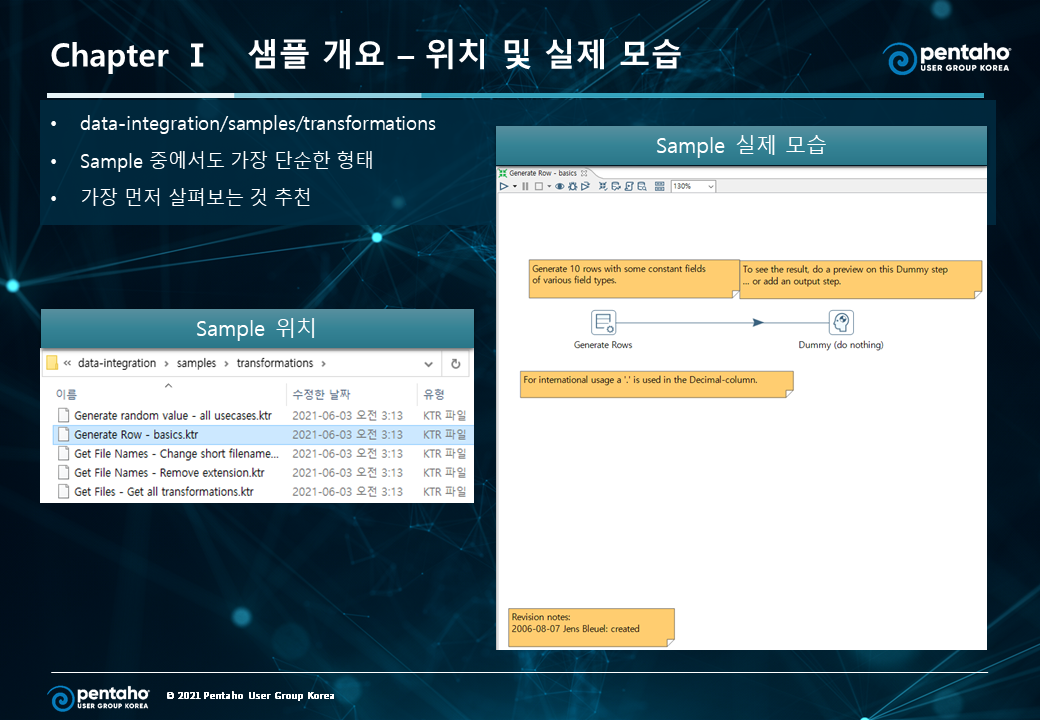 Chapter Ⅰ 샘플 개요 – 위치 및 실제 모습
pentaho
USER GROUP KOREA
• data-integration/samples/transformations
• Sample 중에서도 가장 단순한 형태
• 가장 먼저 살펴보는 것 추천
Sample 위치
« data-integration › samples › transformations ›
이름 수정한 날짜 유형
Generate random value - all usecases.ktr 2021-06-03 오전 3:13 KTR 파일
Generate Row - basics.ktr 2021-06-03 오전 3:13 KTR 파일
Get File Names - Change short filename... 2021-06-03 오전 3:13 KTR 파일
Get File Names - Remove extension.ktr 2021-06-03 오전 3:13 KTR 파일
Get Files - Get all transformations.ktr 2021-06-03 오전 3:13 KTR 파일
Sample 실제 모습
Generate Row - basics
130%
Generate 10 rows with some constant fields
of various field types.
To see the result, do a preview on this Dummy step
... or add an output step.
Generate Rows
Dummy (do nothing)
For international usage a '.' is used in the Decimal-column.
Revision notes:
2006-08-07 Jens Bleuel: created
pentaho
USER GROUP KOREA
© 2021 Pentaho User Group Korea